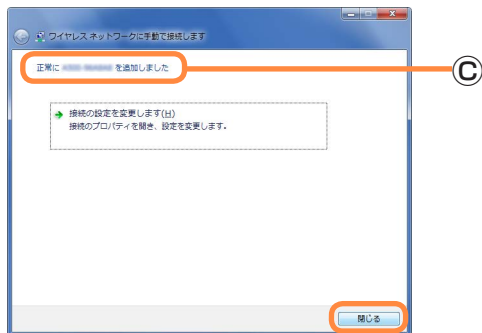 ワイヤレス ネットワークに手動で接続します
正常に を追加しました
Ⓒ
接続の設定を変更します(H)
接続のプロパティを開き、設定を変更します。
閉じる